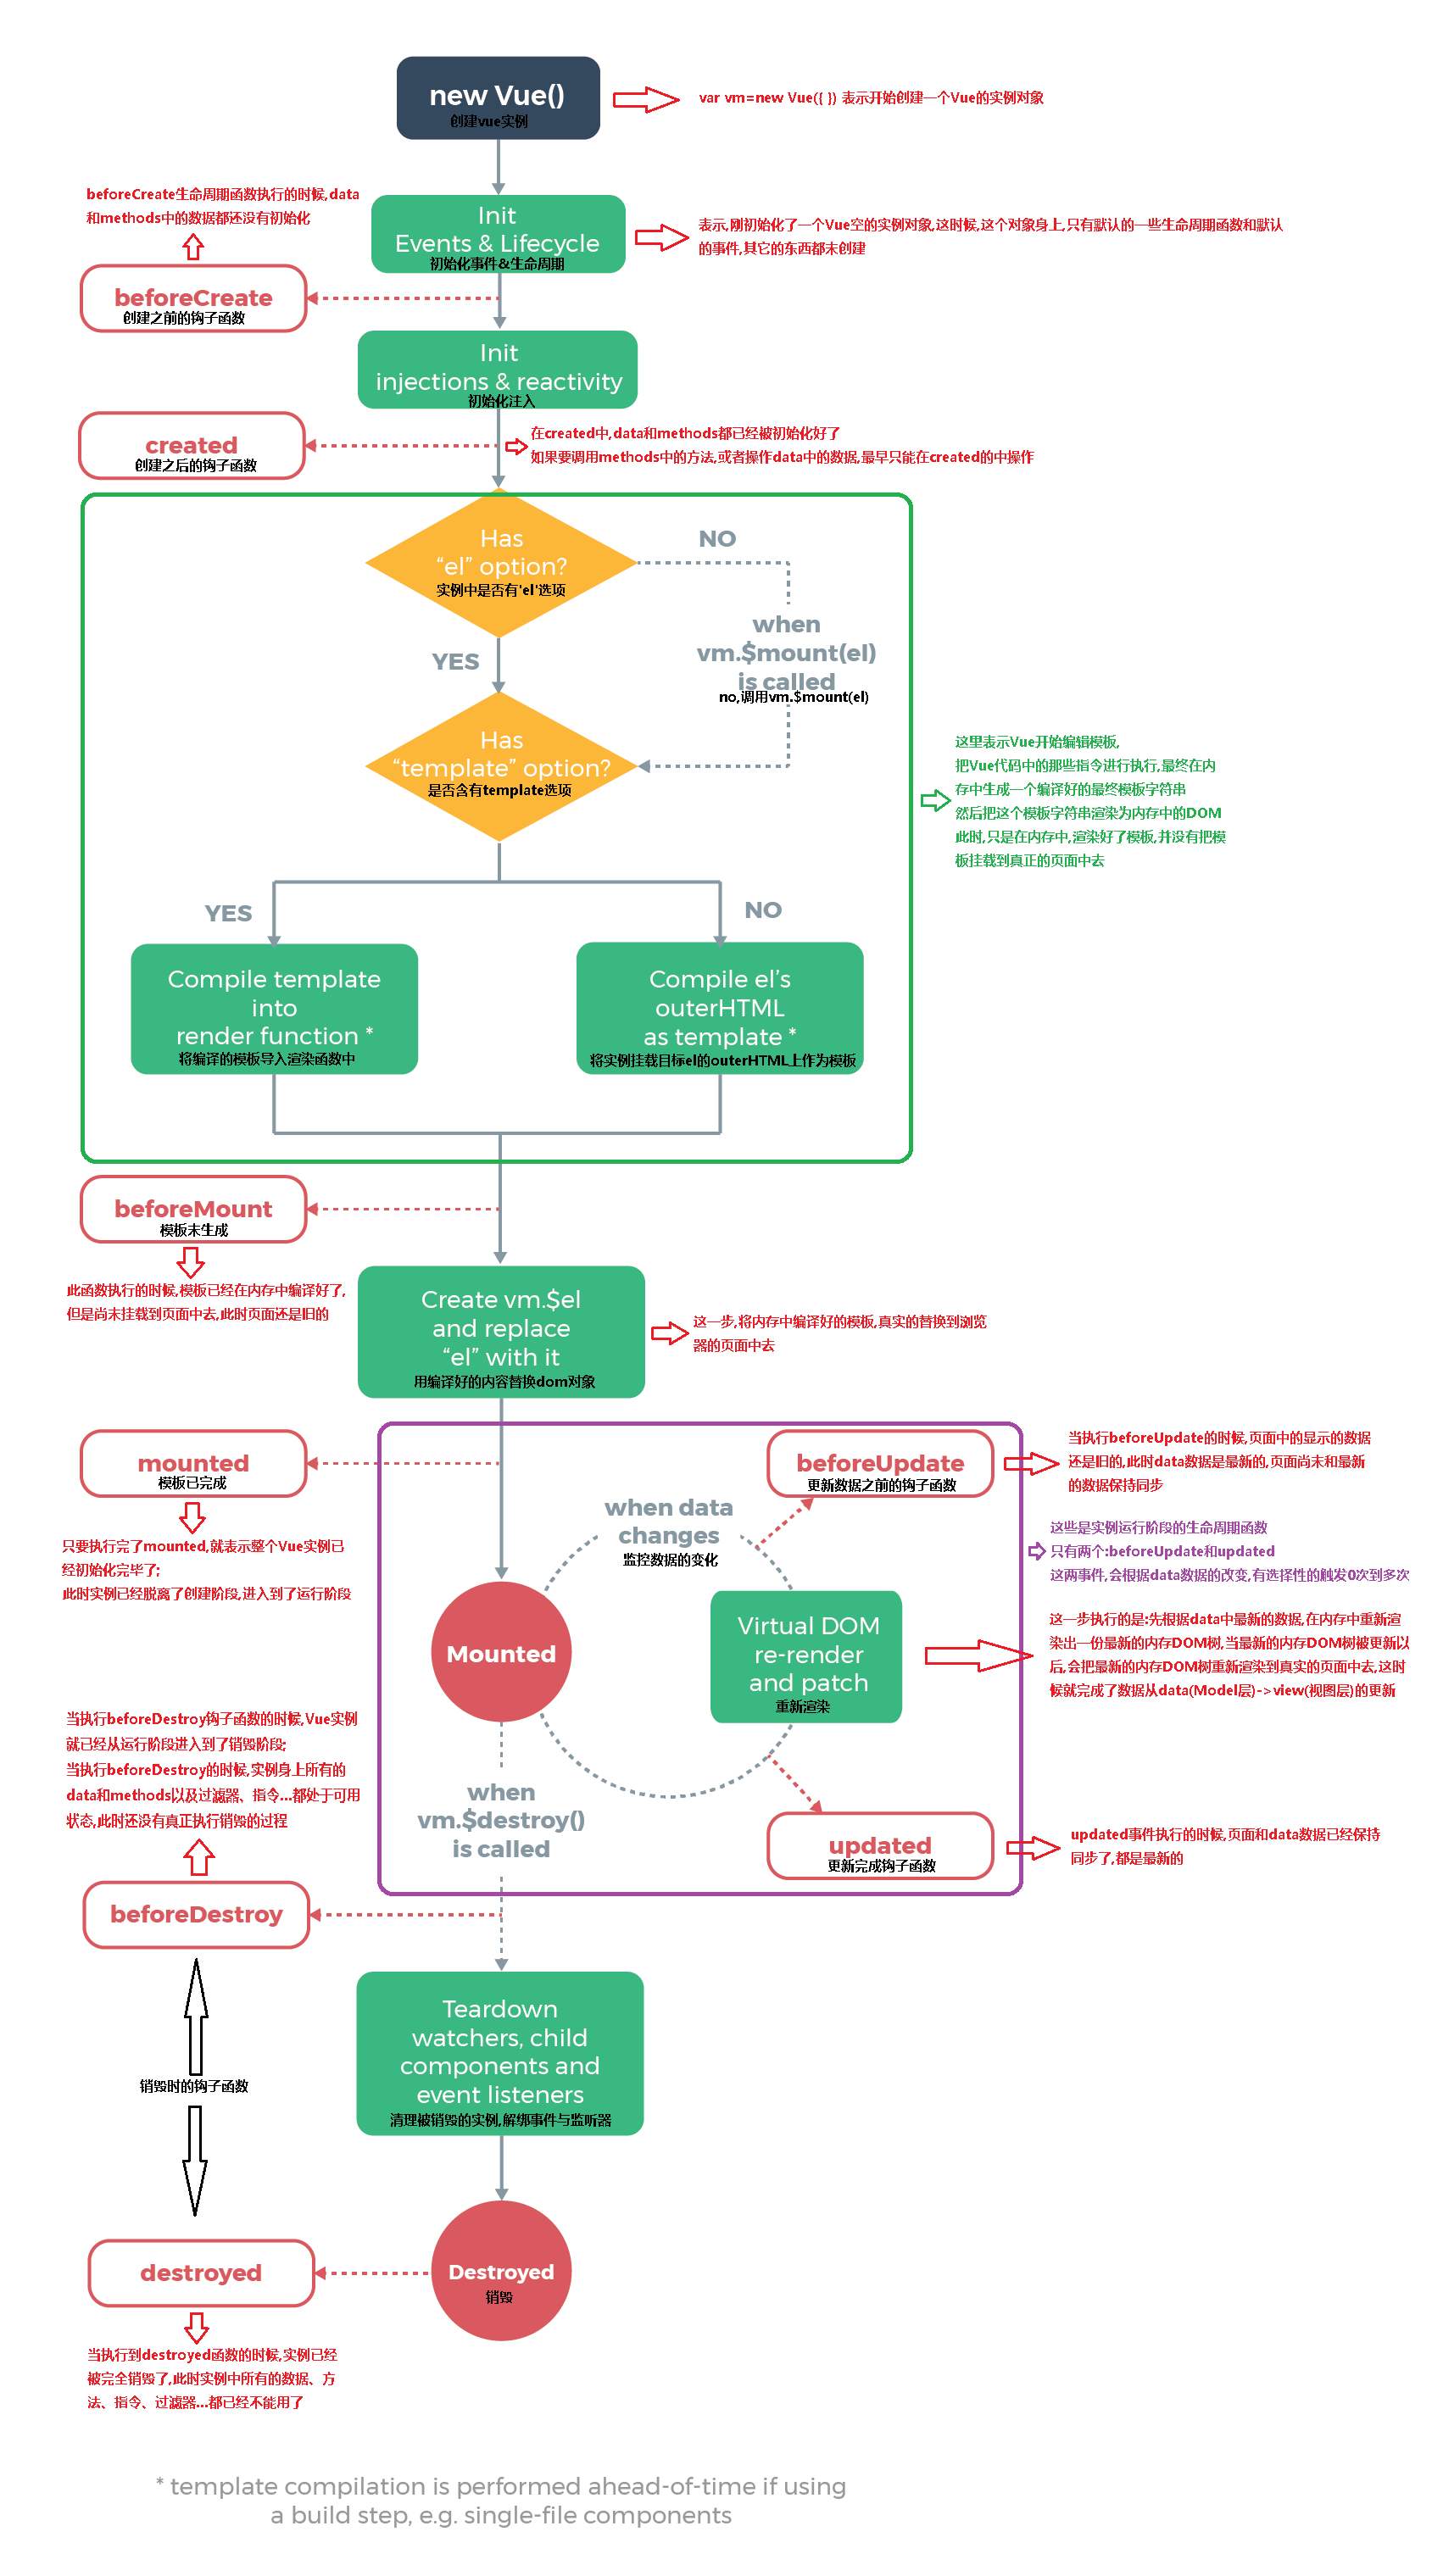 new Vue()
创建vue实例
var vm=new Vue({ }) 表示开始创建一个Vue的实例对象
beforeCreate生命周期函数执行的时候,data
和methods中的数据都还没有初始化
Init
Events & Lifecycle
初始化事件&生命周期
表示,刚初始化了一个Vue空的实例对象,这时候,这个对象身上,只有默认的一些生命周期函数和默认
的事件,其它的东西都未创建
beforeCreate
创建之前的钩子函数
Init
injections & reactivity
初始化注入
created
创建之后的钩子函数
在created中,data和methods都已经被初始化好了
如果要调用methods中的方法,或者操作data中的数据,最早只能在created的中操作
Has
“el” option?
实例中是否有'el'选项
NO
when
vm.$mount(el)
is called
no,调用vm.$mount(el)
YES
Has
“template” option?
是否含有template选项
这里表示Vue开始编辑模板,
把Vue代码中的那些指令进行执行,最终在内
存中生成一个编译好的最终模板字符串
然后把这个模板字符串渲染为内存中的DOM
此时,只是在内存中,渲染好了模板,并没有把模
板挂载到真正的页面中去
YES
NO
Compile template
into
render function *
将编译的模板导入渲染函数中
Compile el’s
outerHTML
as template *
将实例挂载目标el的outerHTML上作为模板
beforeMount
模板未生成
此函数执行的时候,模板已经在内存中编译好了,
但是尚未挂载到页面中去,此时页面还是旧的
Create vm.$el
and replace
“el” with it
用编译好的内容替换dom对象
这一步,将内存中编译好的模板,真实的替换到浏览
器的页面中去
mounted
模板已完成
只要执行完了mounted,就表示整个Vue实例已
经初始化完毕了;
此时实例已经脱离了创建阶段,进入到了运行阶段
beforeUpdate
更新数据之前的钩子函数
当执行beforeUpdate的时候,页面中的显示的数据
还是旧的,此时data数据是最新的,页面尚未和最新
的数据保持同步
when data
changes
监控数据的变化
这些是实例运行阶段的生命周期函数
只有两个:beforeUpdate和updated
这两事件,会根据data数据的改变,有选择性的触发0次到多次
Mounted
Virtual DOM
re-render
and patch
重新渲染
这一步执行的是:先根据data中最新的数据,在内存中重新渲
染出一份最新的内存DOM树,当最新的内存DOM树被更新以
后,会把最新的内存DOM树重新渲染到真实的页面中去,这时
候就完成了数据从data(Model层)->view(视图层)的更新
当执行beforeDestroy钩子函数的时候,Vue实例
就已经从运行阶段进入到了销毁阶段;
当执行beforeDestroy的时候,实例身上所有的
data和methods以及过滤器、指令...都处于可用
状态,此时还没有真正执行销毁的过程
when
vm.$destroy()
is called
updated
更新完成钩子函数
updated事件执行的时候,页面和data数据已经保持
同步了,都是最新的
beforeDestroy
销毁时的钩子函数
Teardown
watchers, child
components and
event listeners
清理被销毁的实例,解绑事件与监听器
destroyed
Destroyed
销毁
当执行到destroyed函数的时候,实例已经
被完全销毁了,此时实例中所有的数据、方
法、指令、过滤器...都已经不能用了
* template compilation is performed ahead-of-time if using
a build step, e.g. single-file components